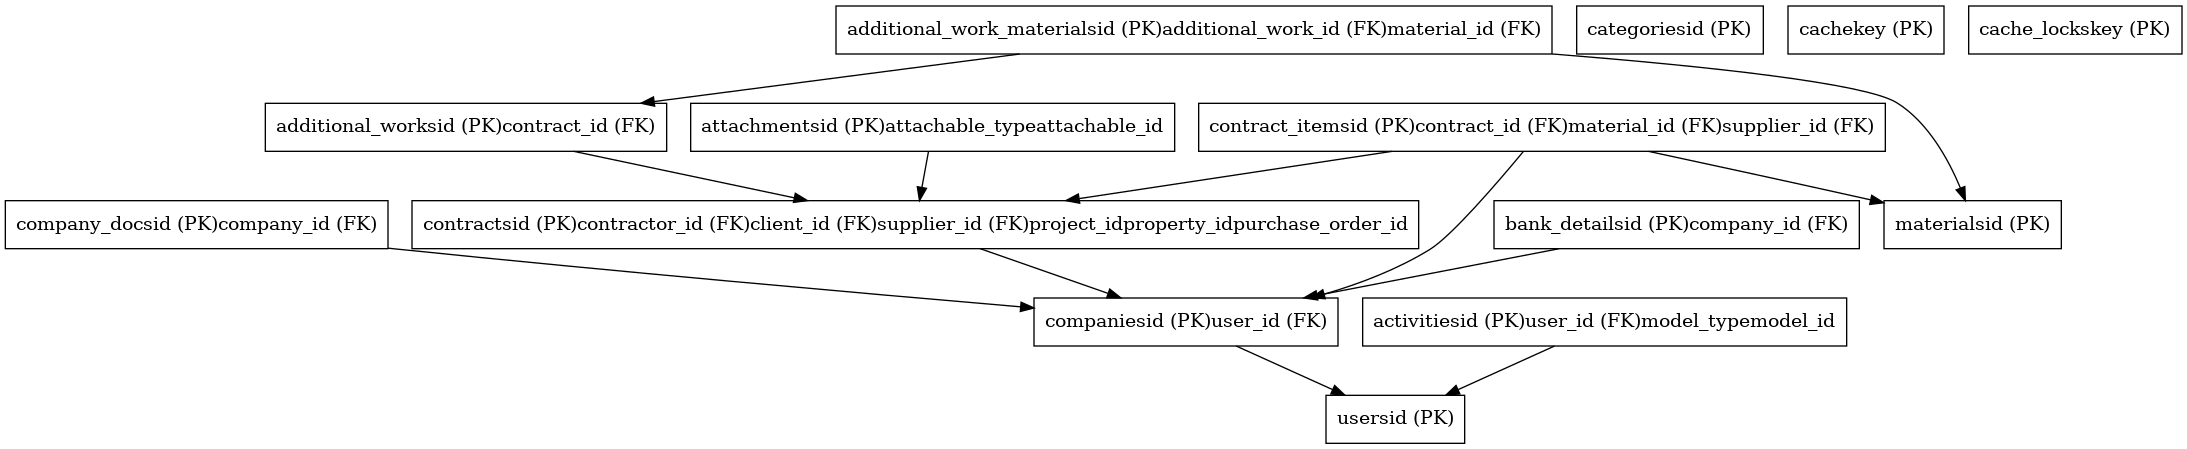 additional_work_materialsid (PK)additional_work_id (FK)material_id (FK)
categoriesid (PK)
cachekey (PK)
cache_lockskey (PK)
additional_worksid (PK)contract_id (FK)
attachmentsid (PK)attachable_typeattachable_id
contract_itemsid (PK)contract_id (FK)material_id (FK)supplier_id (FK)
company_docsid (PK)company_id (FK)
contractsid (PK)contractor_id (FK)client_id (FK)supplier_id (FK)project_idproperty_idpurchase_order_id
bank_detailsid (PK)company_id (FK)
materialsid (PK)
companiesid (PK)user_id (FK)
activitiesid (PK)user_id (FK)model_typemodel_id
usersid (PK)